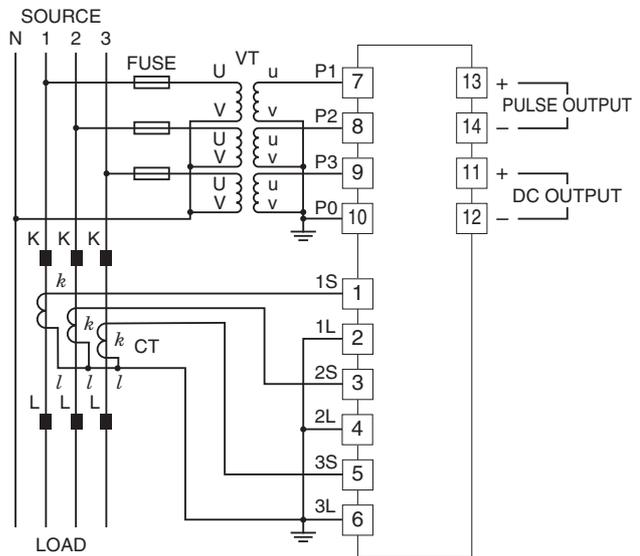 SOURCE
N 1 2 3
FUSE
VT
U u P1 7
V v P2 8
U u
V v P3 9
U u
V v P0 10
13 +
PULSE OUTPUT
14 −
11 +
DC OUTPUT
12 −
K K K
k 1S 1
k
k CT
1L 2
l l l 2S 3
L L L
2L 4
3S 5
3L 6
LOAD